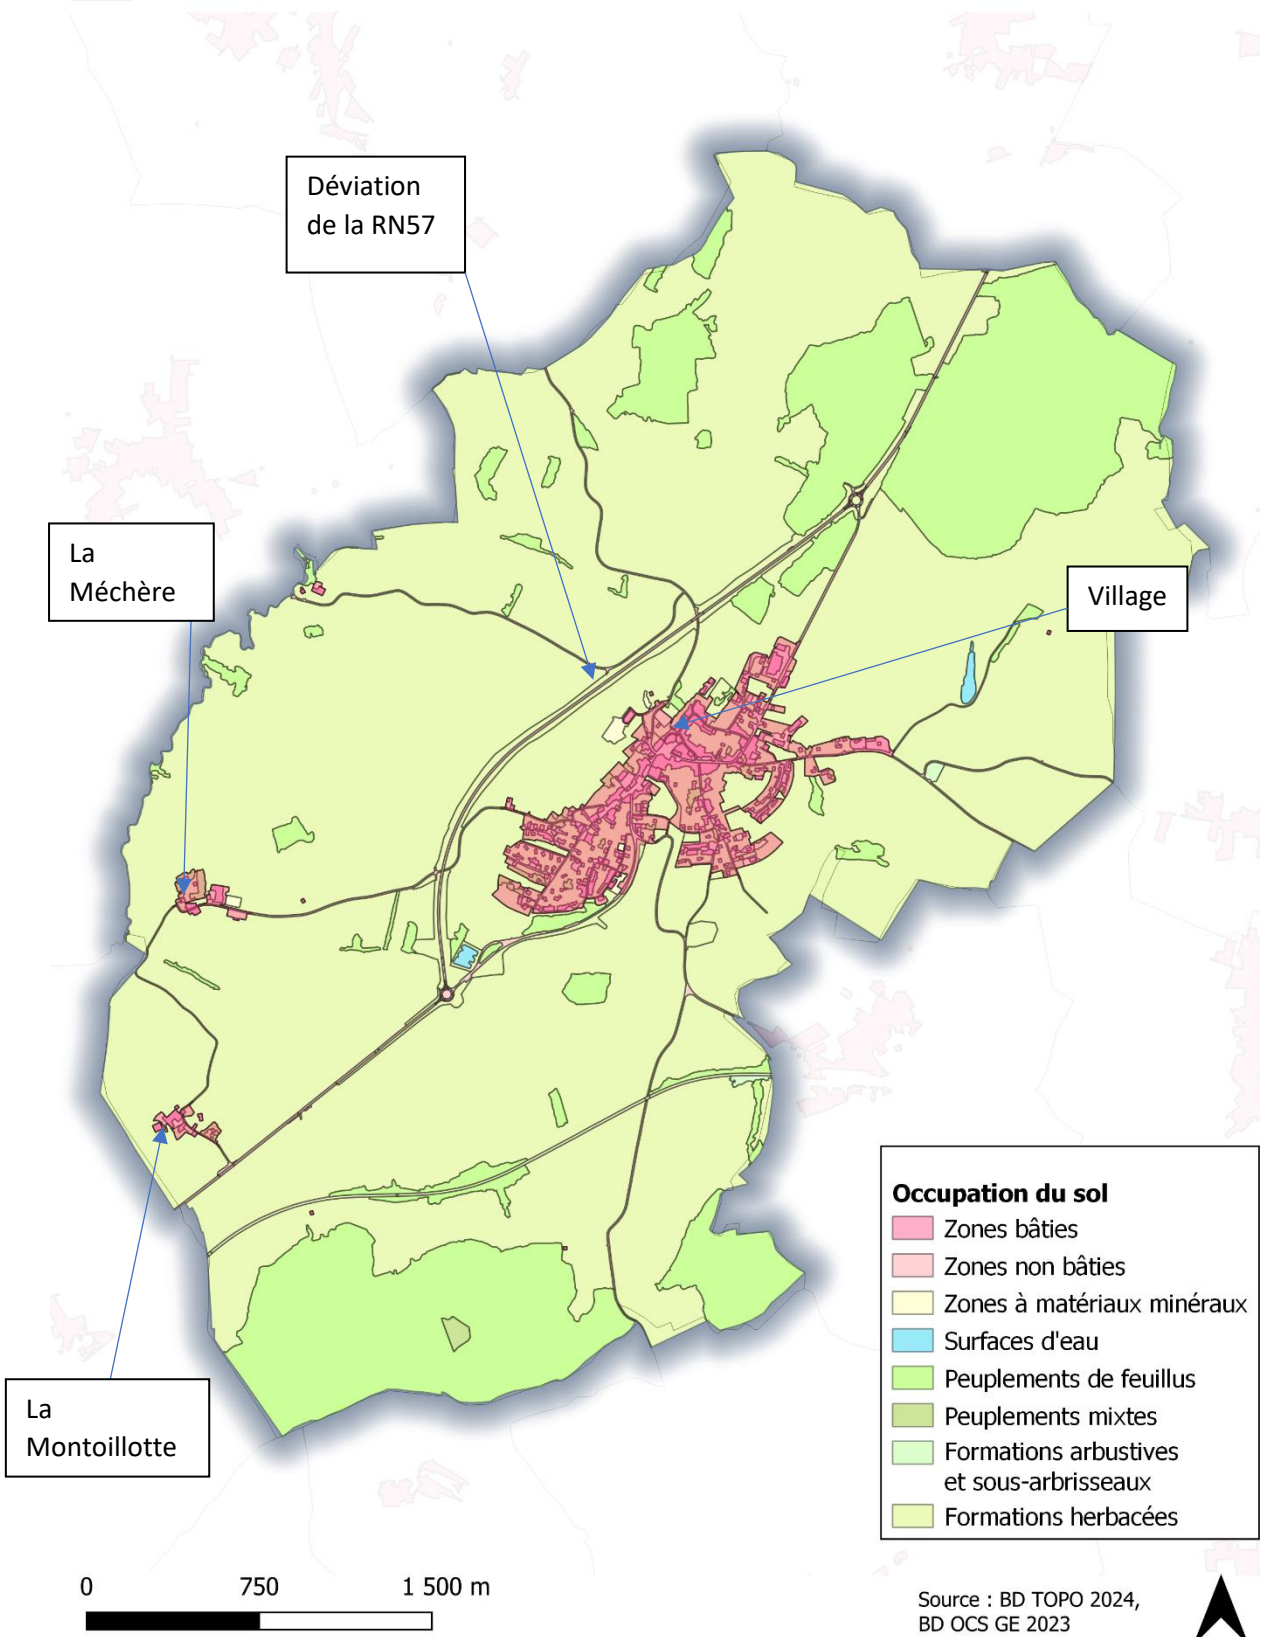 Déviation
de la RN57
La
Méchère
Village
La
Montoillotte
Occupation du sol
Zones bâties
Zones non bâties
Zones à matériaux minéraux
Surfaces d'eau
Peuplements de feuillus
Peuplements mixtes
Formations arbustives
et sous-arbrisseaux
Formations herbacées
0 750 1 500 m
Source : BD TOPO 2024,
BD OCS GE 2023